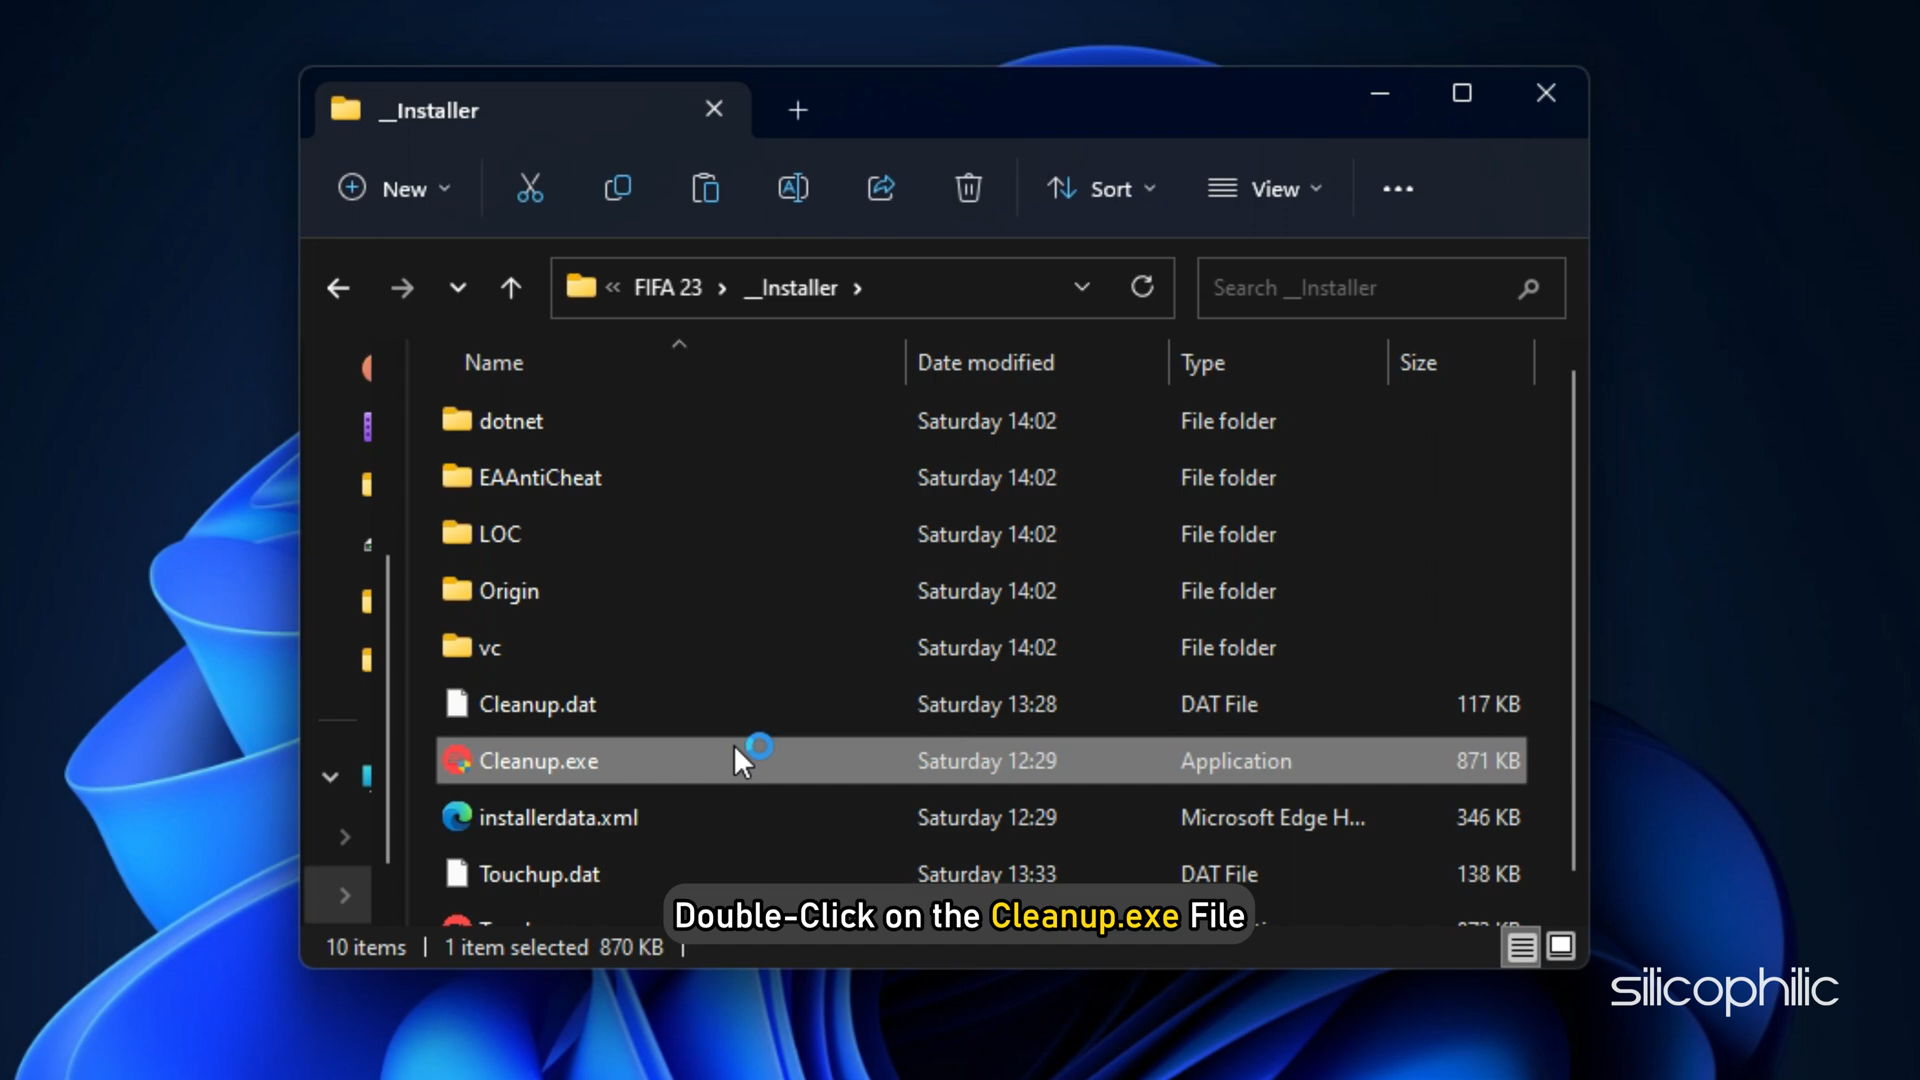 __Installer
New
Sort
View
« FIFA 23 › __Installer ›
Search __Installer
Name
Date modified
Type
Size
dotnet Saturday 14:02 File folder
EAAntiCheat Saturday 14:02 File folder
LOC Saturday 14:02 File folder
Origin Saturday 14:02 File folder
vc Saturday 14:02 File folder
Cleanup.dat Saturday 13:28 DAT File 117 KB
Cleanup.exe Saturday 12:29 Application 871 KB
installerdata.xml Saturday 12:29 Microsoft Edge H... 346 KB
Touchup.dat Saturday 13:33 DAT File 138 KB
Double-Click on the Cleanup.exe File
10 items | 1 item selected 870 KB |
silicophilic